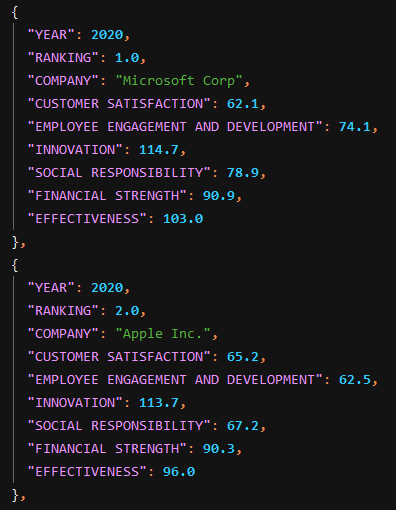 {
"YEAR": 2020,
"RANKING": 1.0,
"COMPANY": "Microsoft Corp",
"CUSTOMER SATISFACTION": 62.1,
"EMPLOYEE ENGAGEMENT AND DEVELOPMENT": 74.1,
"INNOVATION": 114.7,
"SOCIAL RESPONSIBILITY": 78.9,
"FINANCIAL STRENGTH": 90.9,
"EFFECTIVENESS": 103.0
},
{
"YEAR": 2020,
"RANKING": 2.0,
"COMPANY": "Apple Inc.",
"CUSTOMER SATISFACTION": 65.2,
"EMPLOYEE ENGAGEMENT AND DEVELOPMENT": 62.5,
"INNOVATION": 113.7,
"SOCIAL RESPONSIBILITY": 67.2,
"FINANCIAL STRENGTH": 90.3,
"EFFECTIVENESS": 96.0
},